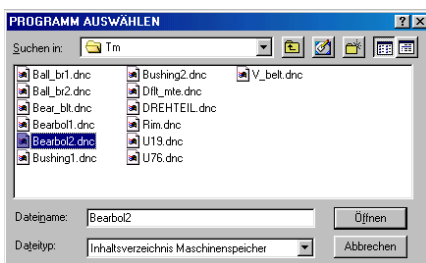 PROGRAMM AUSWÄHLEN
Suchen in: Tm
Ball_br1.dnc Bushing2.dnc V_belt.dnc
Ball_br2.dnc Dflt_mte.dnc
Bear_blt.dnc DREHTEIL.dnc
Bearbol1.dnc Rim.dnc
Bearbol2.dnc U19.dnc
Bushing1.dnc U76.dnc
Dateiname: Bearbol2 Öffnen
Dateityp: Inhaltsverzeichnis Maschinenspeicher Abbrechen